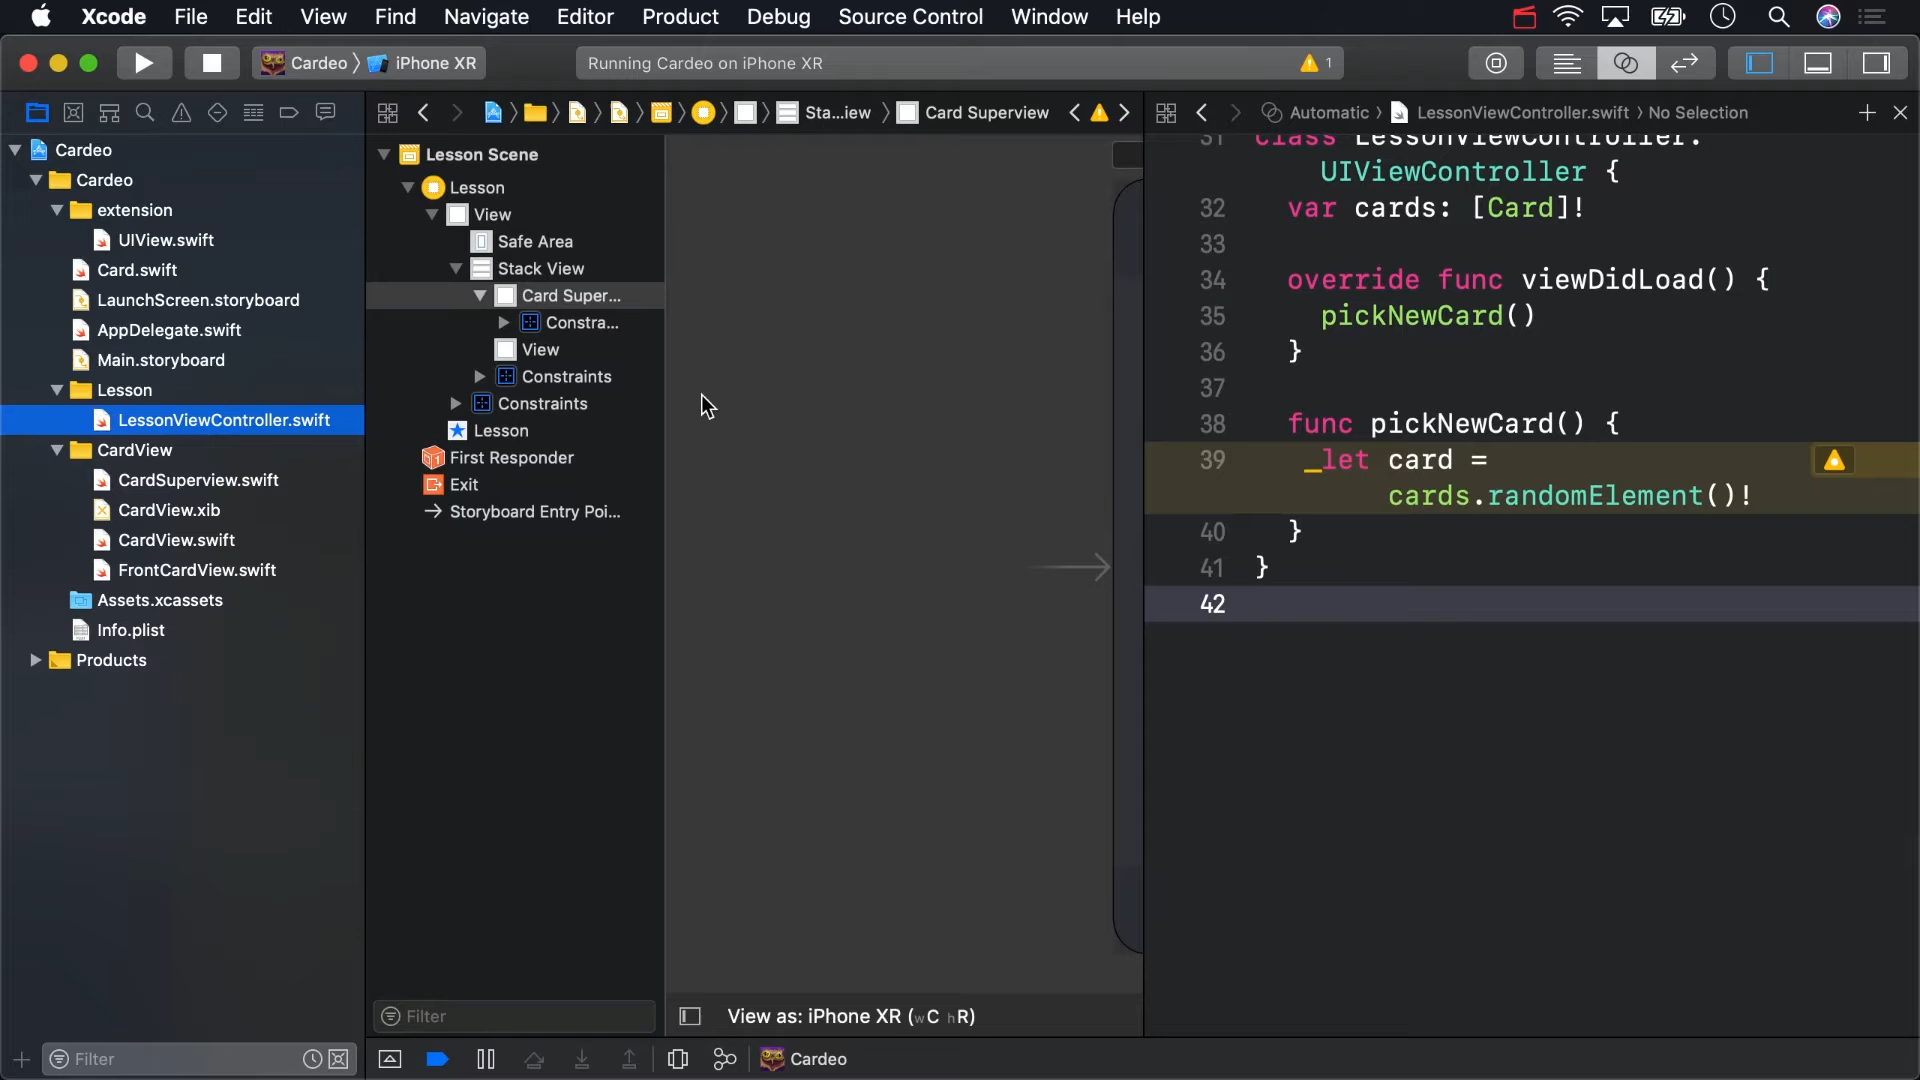 Xcode File Edit View Find Navigate Editor Product Debug Source Control Window Help
Cardeo 〉 iPhone XR
Running Cardeo on iPhone XR
1
Sta...iew 〉 Card Superview
Automatic 〉 LessonViewController.swift 〉 No Selection
Cardeo
Cardeo
extension
UIView.swift
Card.swift
LaunchScreen.storyboard
AppDelegate.swift
Main.storyboard
Lesson
LessonViewController.swift
CardView
CardSuperview.swift
CardView.xib
CardView.swift
FrontCardView.swift
Assets.xcassets
Info.plist
Products
Filter
Lesson Scene
Lesson
View
Safe Area
Stack View
Card Super...
Constra...
View
Constraints
Constraints
Lesson
First Responder
Exit
Storyboard Entry Poi...
Filter
View as: iPhone XR (wC hR)
31 class LessonViewController:
UIViewController {
32 var cards: [Card]!
33
34 override func viewDidLoad() {
35 pickNewCard()
36 }
37
38 func pickNewCard() {
39 let card =
cards.randomElement()!
40 }
41 }
42
Cardeo